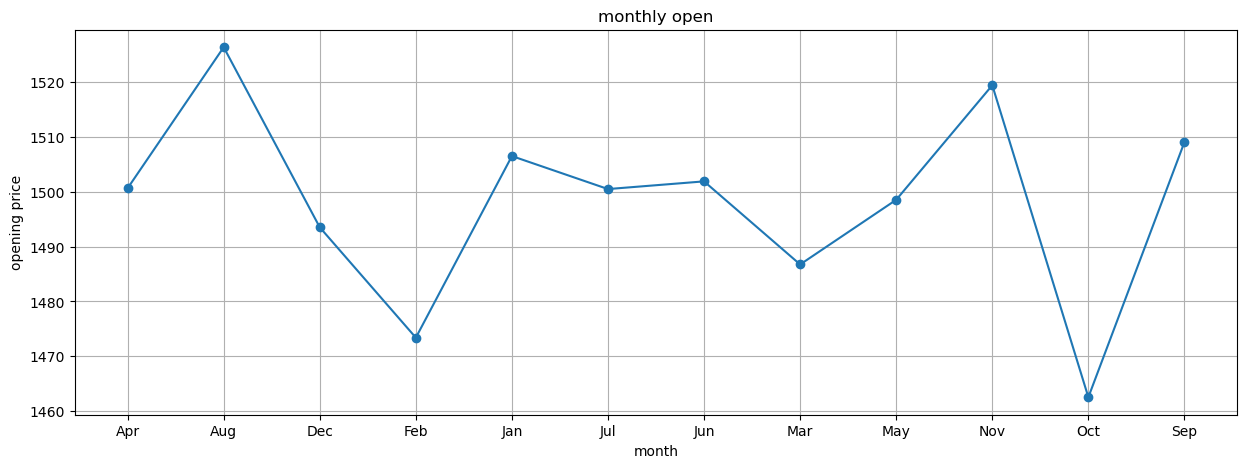 monthly open
opening price
1520
1510
1500
1490
1480
1470
1460
Apr Aug Dec Feb Jan Jul Jun Mar May Nov Oct Sep
month